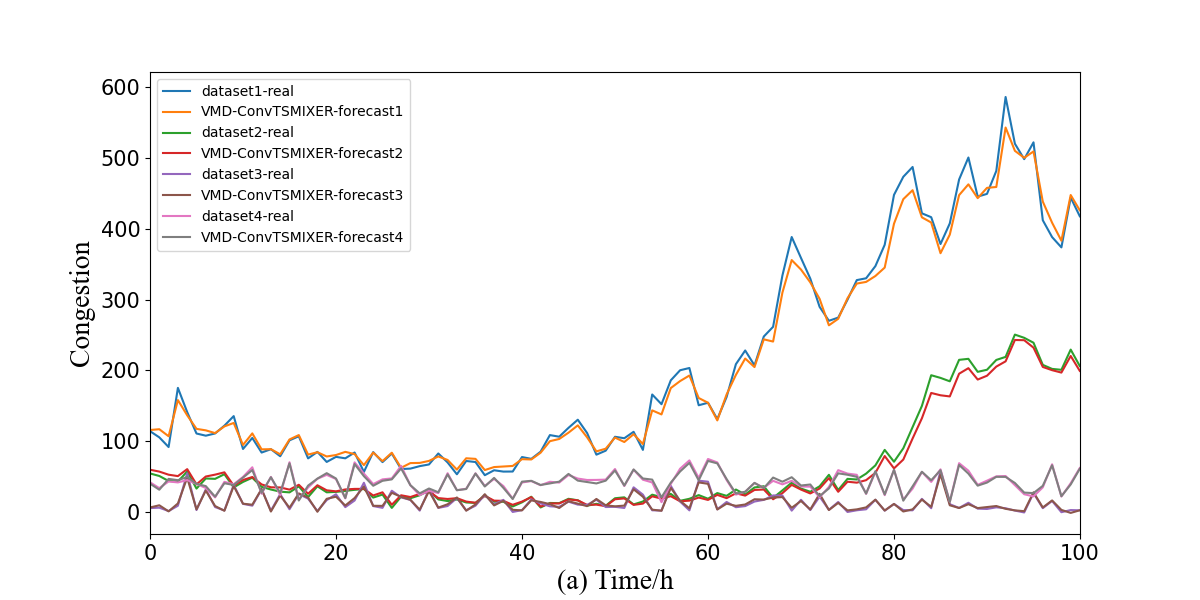 600
500
400
300
200
100
0
Congestion
dataset1-real
VMD-ConvTSMIXER-forecast1
dataset2-real
VMD-ConvTSMIXER-forecast2
dataset3-real
VMD-ConvTSMIXER-forecast3
dataset4-real
VMD-ConvTSMIXER-forecast4
0 20 40 60 80 100
(a) Time/h